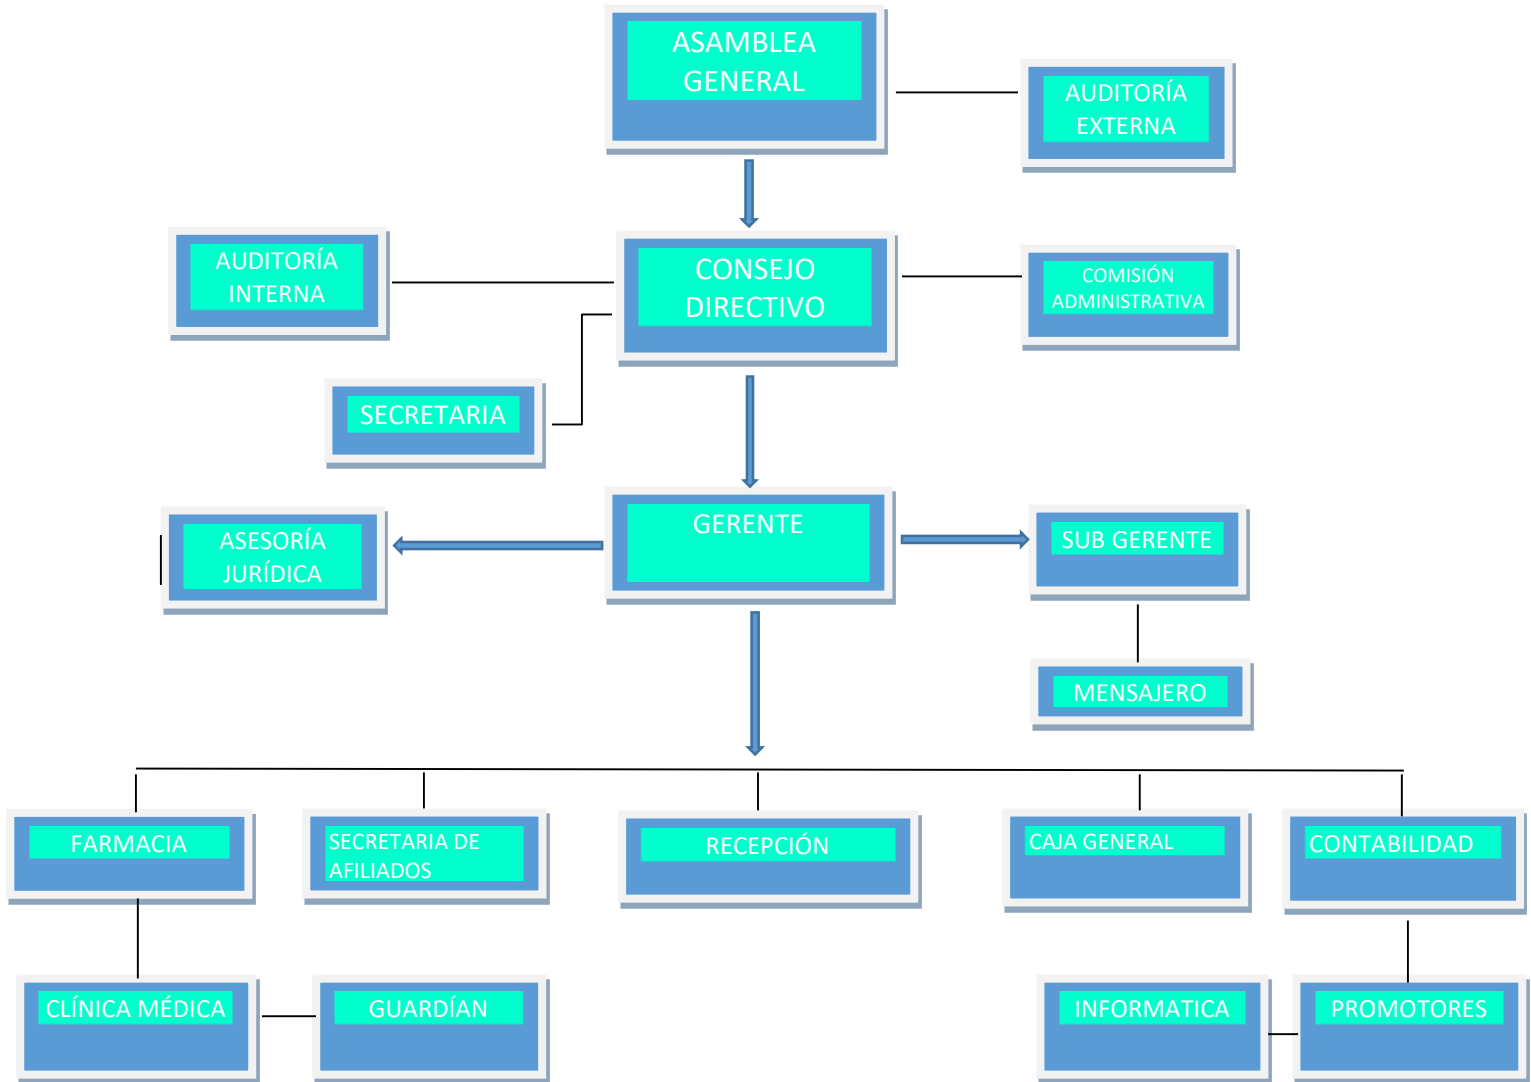 ASAMBLEA
GENERAL
AUDITORÍA
EXTERNA
AUDITORÍA
INTERNA
CONSEJO
DIRECTIVO
COMISIÓN
ADMINISTRATIVA
SECRETARIA
ASESORÍA
JURÍDICA
GERENTE
SUB GERENTE
MENSAJERO
FARMACIA
SECRETARIA DE
AFILIADOS
RECEPCIÓN
CAJA GENERAL
CONTABILIDAD
CLÍNICA MÉDICA
GUARDÍAN
INFORMATICA
PROMOTORES